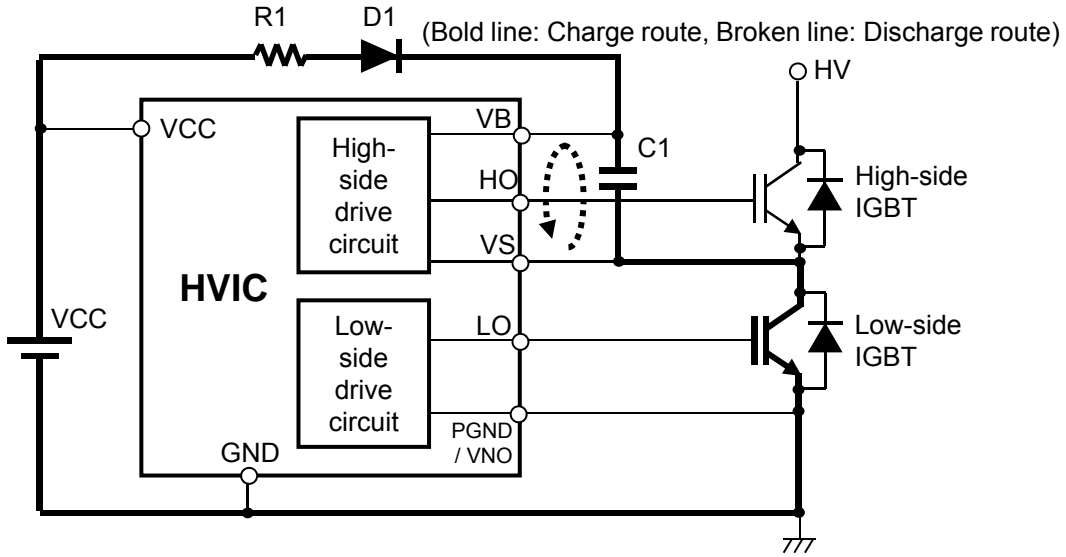 R1
D1
(Bold line: Charge route, Broken line: Discharge route)
HV
VCC
High-
side
drive
circuit
VB
HO
VS
C1
High-side
IGBT
HVIC
VCC
Low-
side
drive
circuit
LO
PGND
/ VNO
Low-side
IGBT
GND